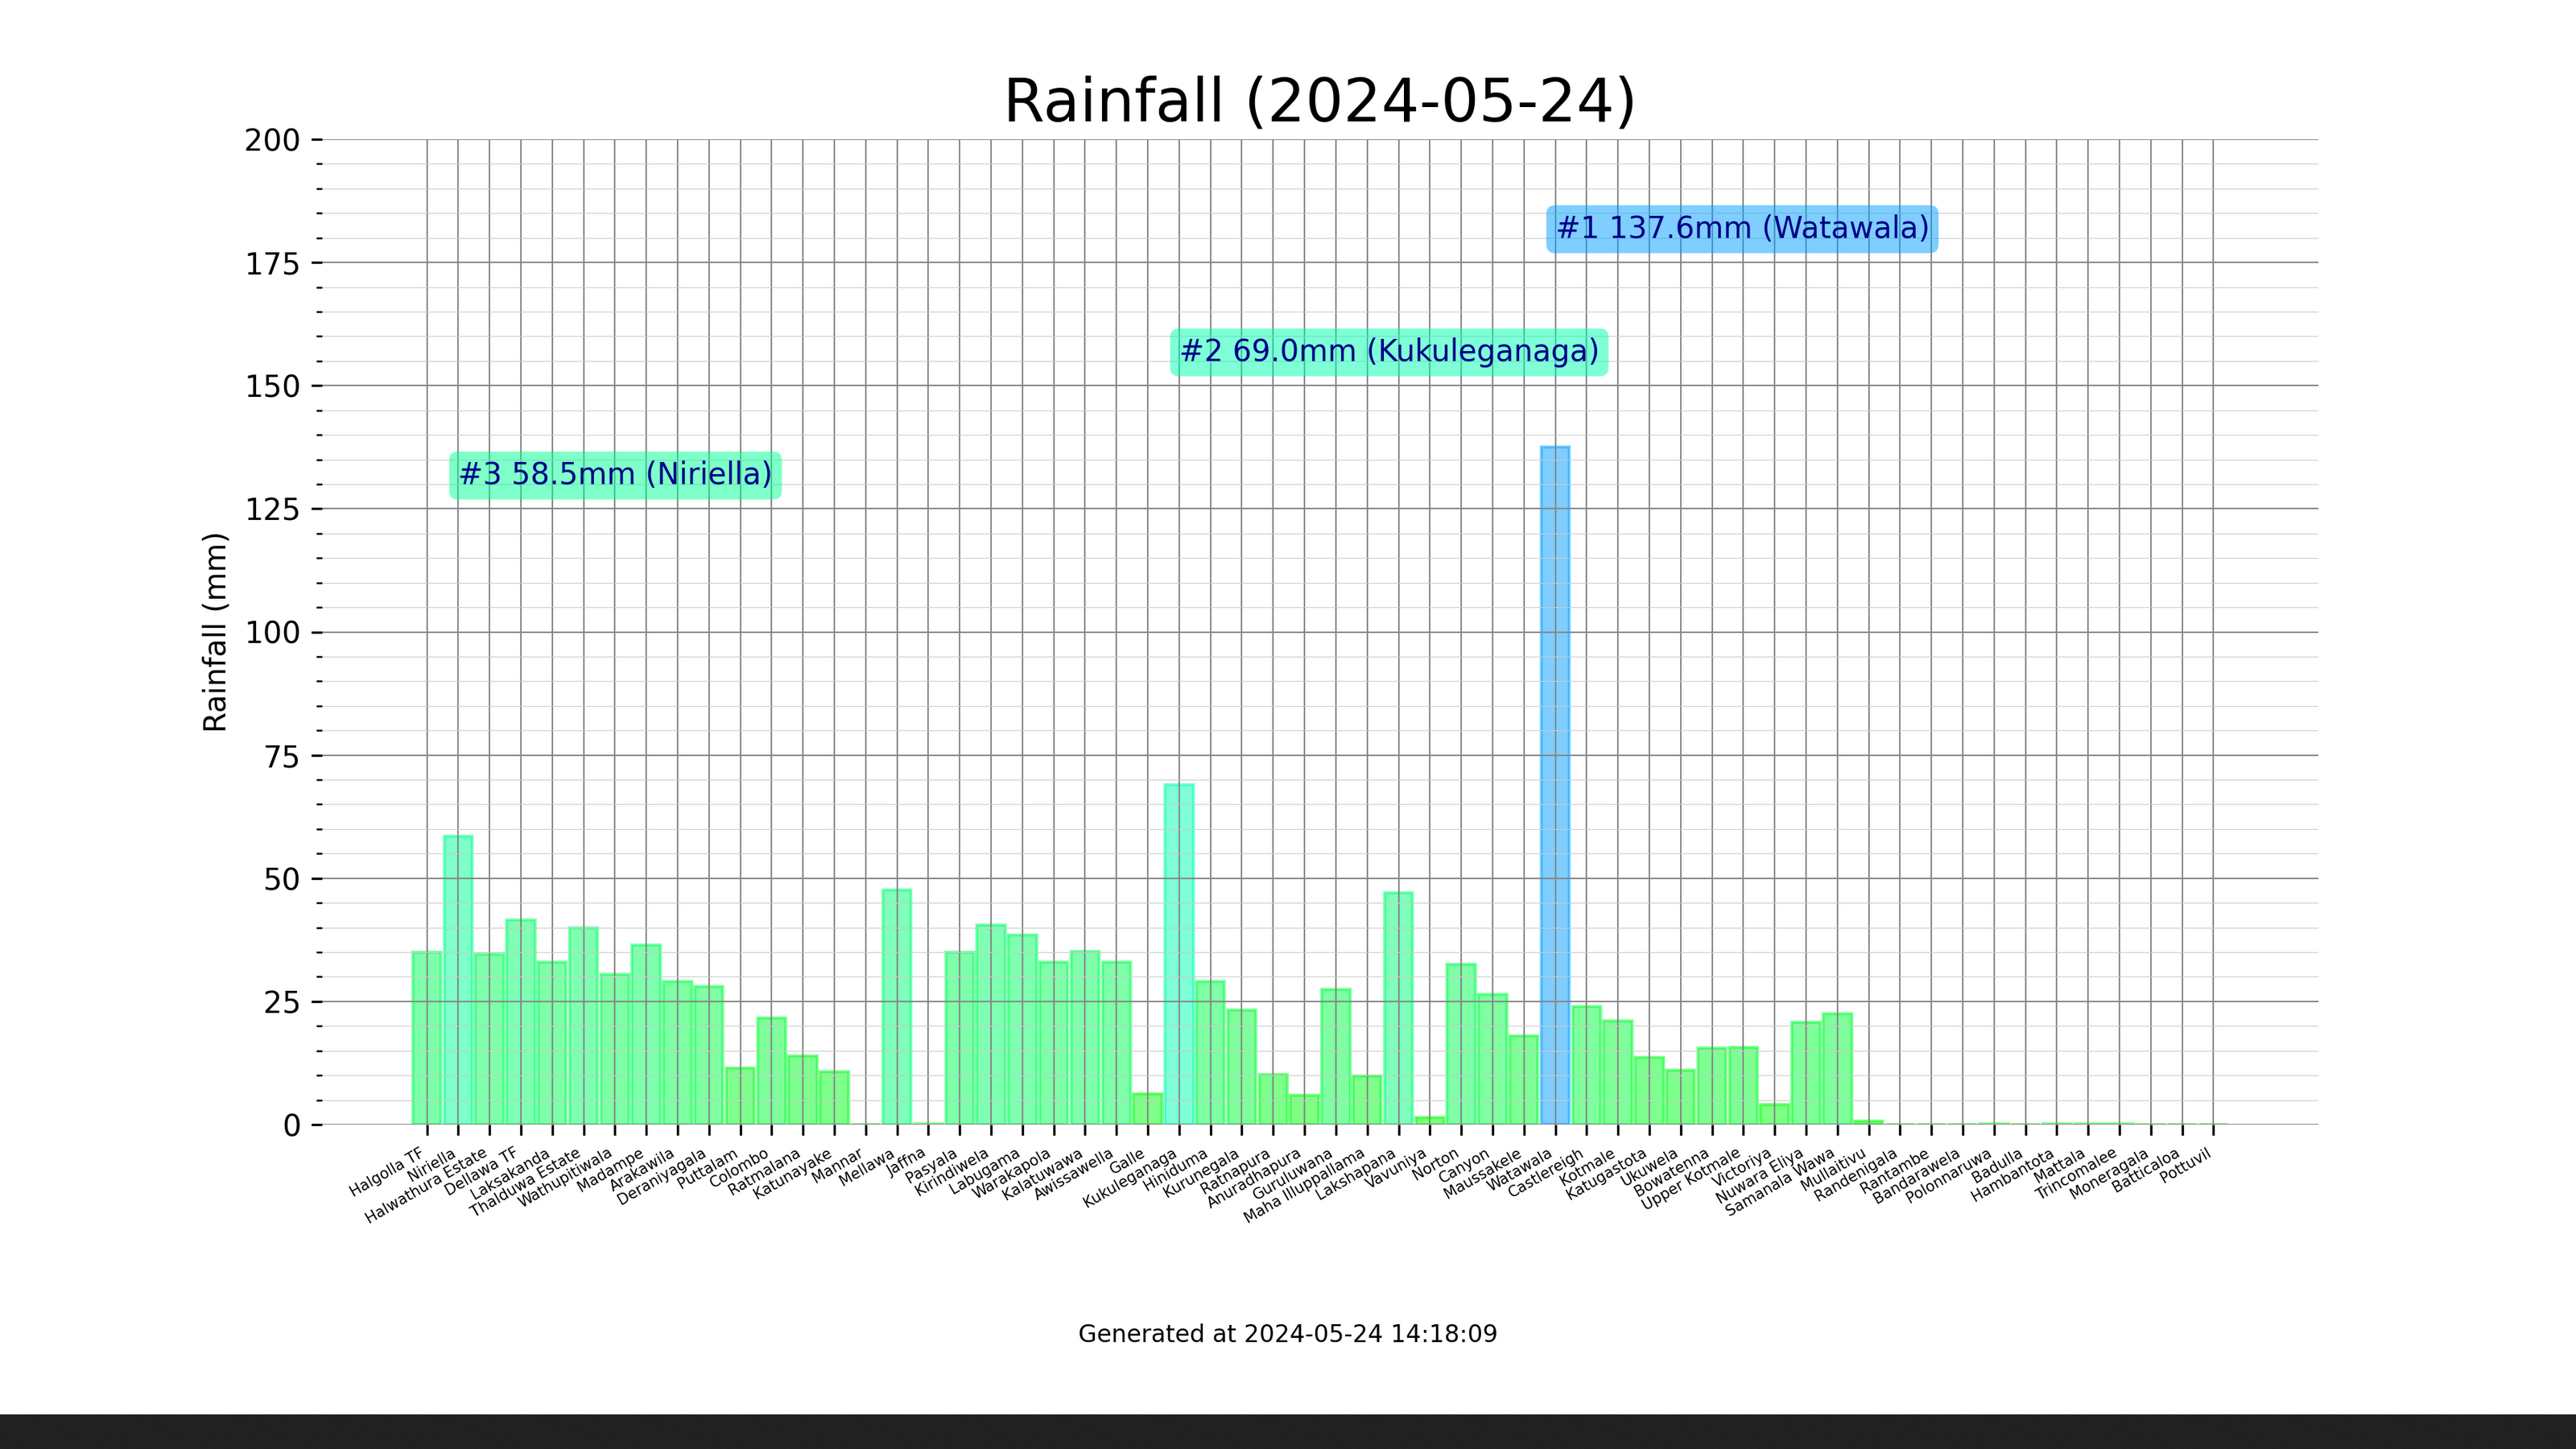 Rainfall (2024-05-24)
200
175
150
125
100
75
50
25
0
Rainfall (mm)
#1 137.6mm (Watawala)
#2 69.0mm (Kukuleganaga)
#3 58.5mm (Niriella)
Halgolla TF
Niriella
Halwathura Estate
Dellawa TF
Laksakanda
Thalduwa Estate
Wathupitiwala
Madampe
Arakawila
Deraniyagala
Puttalam
Colombo
Ratmalana
Katunayake
Mannar
Mellawa
Jaffna
Pasyala
Kirindiwela
Labugama
Warakapola
Kalatuwawa
Awissawella
Galle
Kukuleganaga
Hiniduma
Kurunegala
Ratnapura
Anuradhapura
Guruluwana
Maha Illuppallama
Lakshapana
Vavuniya
Norton
Canyon
Maussakele
Watawala
Castlereigh
Kotmale
Katugastota
Ukuwela
Bowatenna
Upper Kotmale
Victoriya
Nuwara Eliya
Samanala Wawa
Mullaitivu
Randenigala
Rantambe
Bandarawela
Polonnaruwa
Badulla
Hambantota
Mattala
Trincomalee
Moneragala
Batticaloa
Pottuvil
Generated at 2024-05-24 14:18:09